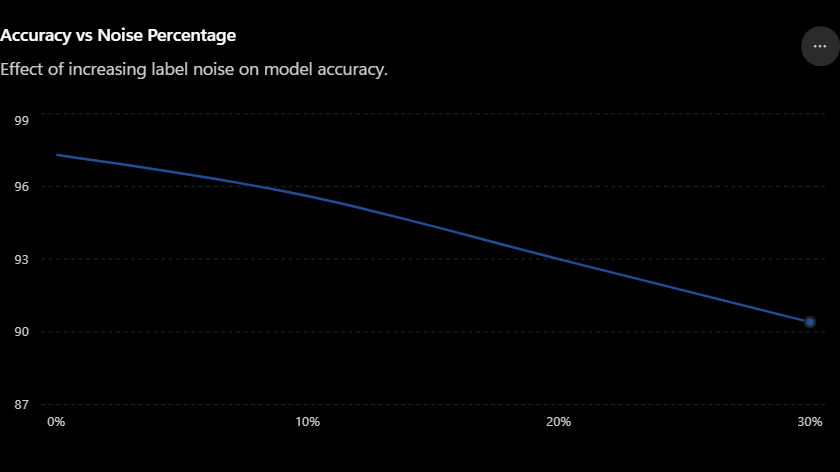 Accuracy vs Noise Percentage
Effect of increasing label noise on model accuracy.
99
96
93
90
87
0% 10% 20% 30%